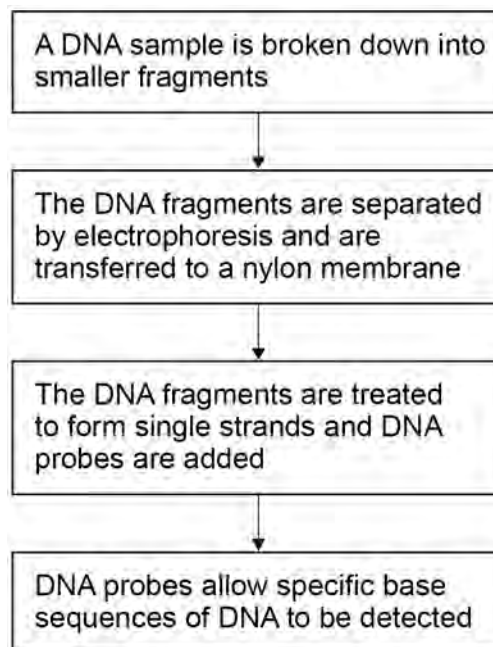 A DNA sample is broken down into
smaller fragments
The DNA fragments are separated
by electrophoresis and are
transferred to a nylon membrane
The DNA fragments are treated
to form single strands and DNA
probes are added
DNA probes allow specific base
sequences of DNA to be detected